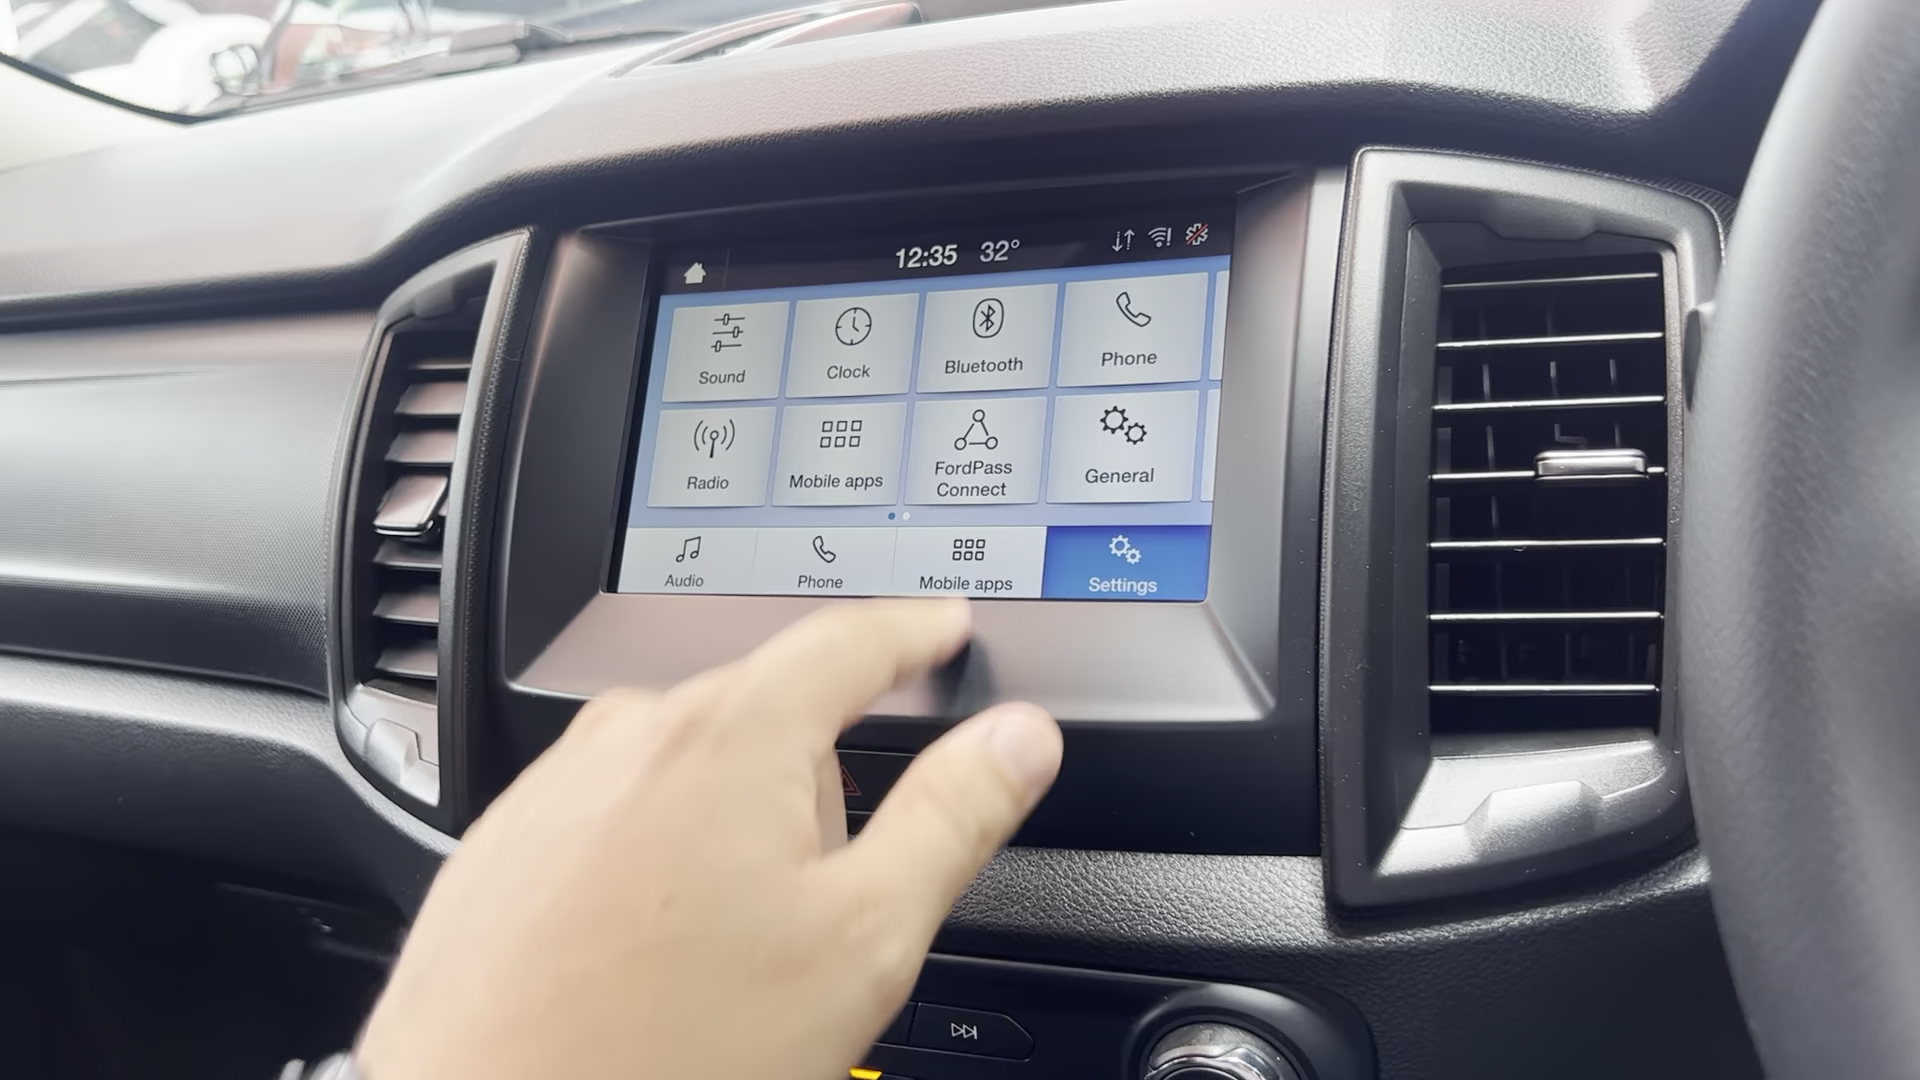 12:35 32°
Sound
Clock
Bluetooth
Phone
Radio
Mobile apps
FordPass
Connect
General
Audio
Phone
Mobile apps
Settings